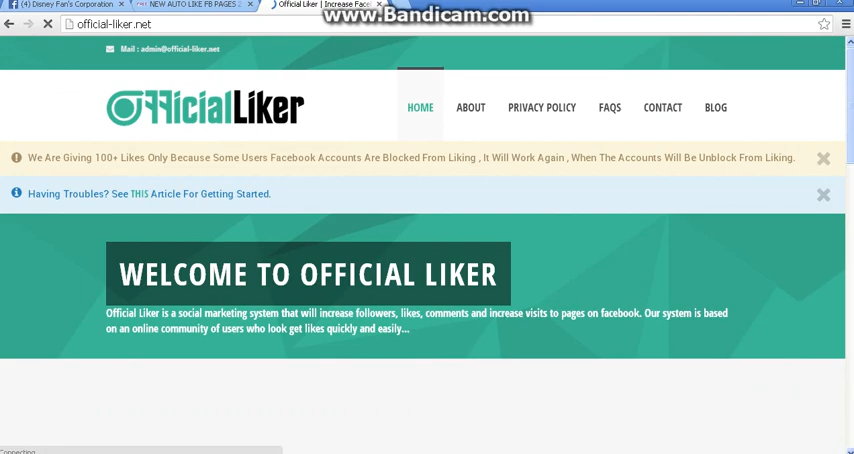 (4) Disney Fan's Corporation
NEW AUTO LIKE FB PAGES 2
Official Liker | Increase Face
www.Bandicam.com
official-liker.net
Mail : admin@official-liker.net
OfficialLiker
HOME ABOUT PRIVACY POLICY FAQS CONTACT BLOG
We Are Giving 100+ Likes Only Because Some Users Facebook Accounts Are Blocked From Liking , It Will Work Again , When The Accounts Will Be Unblock From Liking.
Having Troubles? See THIS Article For Getting Started.
WELCOME TO OFFICIAL LIKER
Official Liker is a social marketing system that will increase followers, likes, comments and increase visits to pages on facebook. Our system is based
on an online community of users who look get likes quickly and easily...
Connecting...